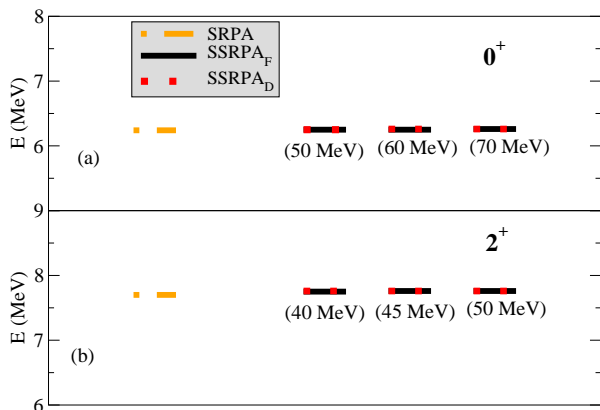 8
SRPA
SSRPA_F
SSRPA_D
0^+
7
E (MeV)
6
(a)
(50 MeV)
(60 MeV)
(70 MeV)
5
9
2^+
8
E (MeV)
(40 MeV)
(45 MeV)
(50 MeV)
7
(b)
6